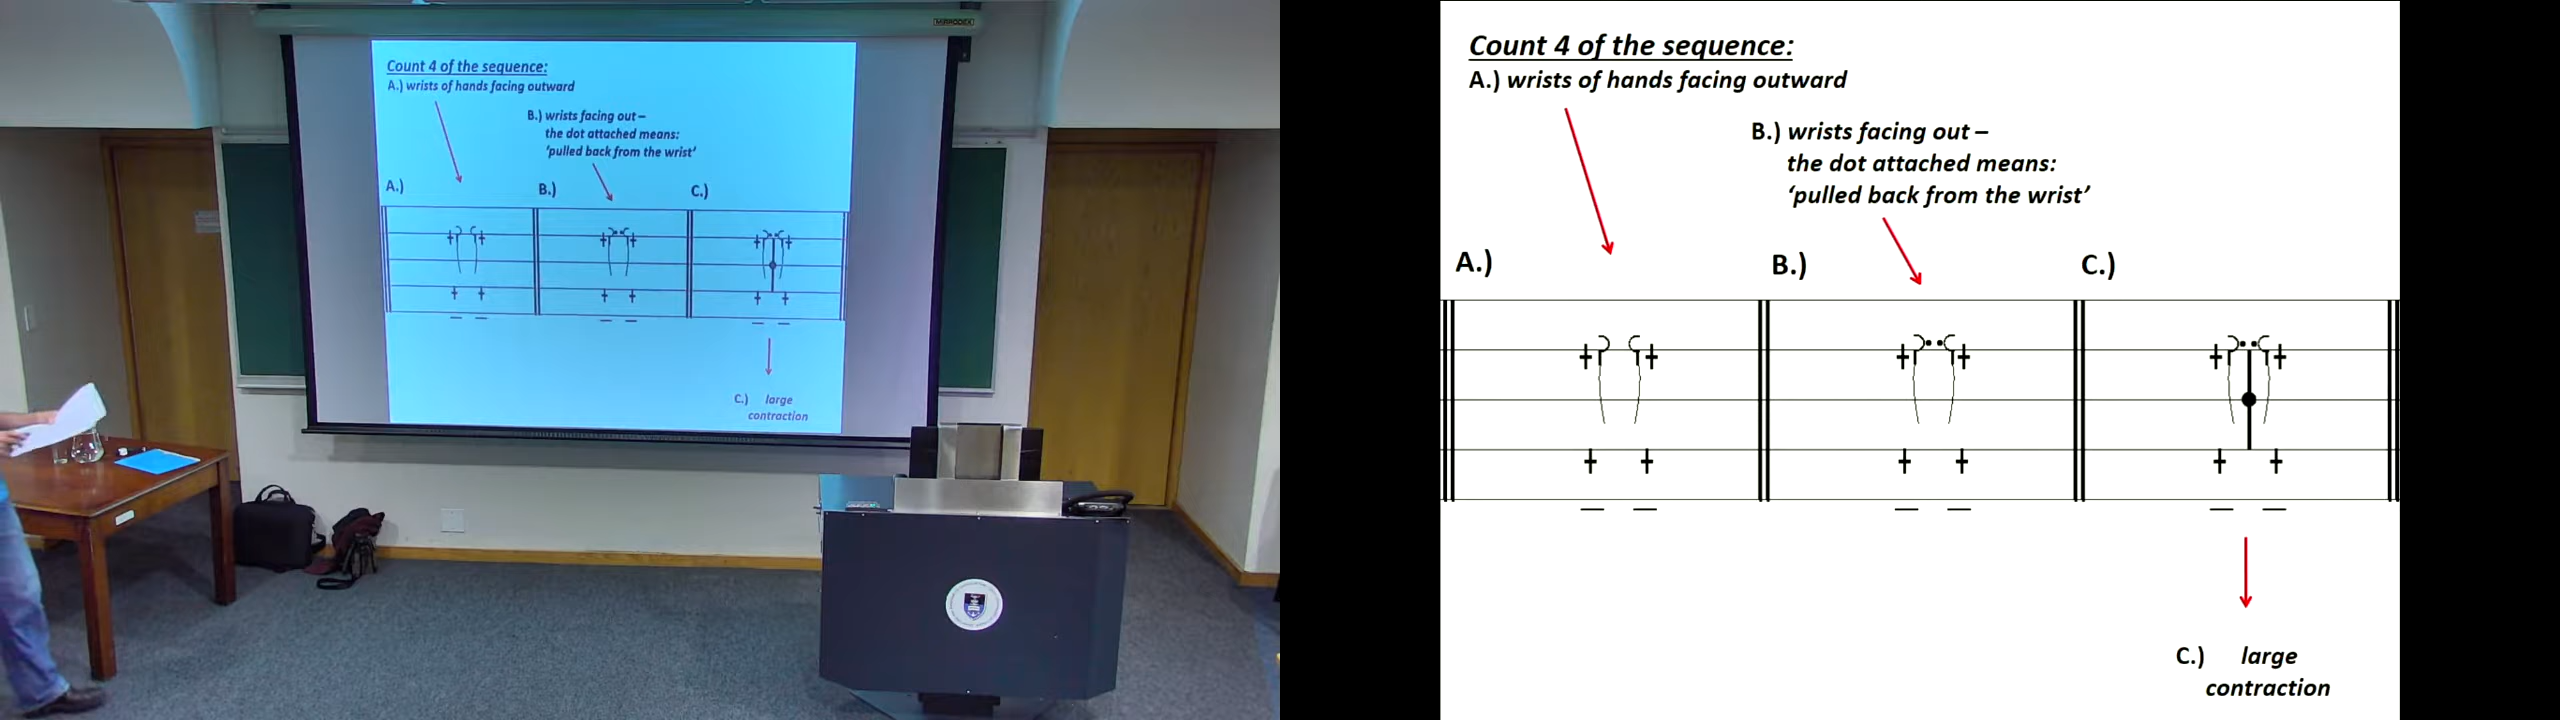 MIRRODEX
Count 4 of the sequence:
A.) wrists of hands facing outward
B.) wrists facing out –
the dot attached means:
‘pulled back from the wrist’
A.)
B.)
C.)
C.) large
contraction
Count 4 of the sequence:
A.) wrists of hands facing outward
B.) wrists facing out –
the dot attached means:
‘pulled back from the wrist’
A.)
B.)
C.)
C.) large
contraction